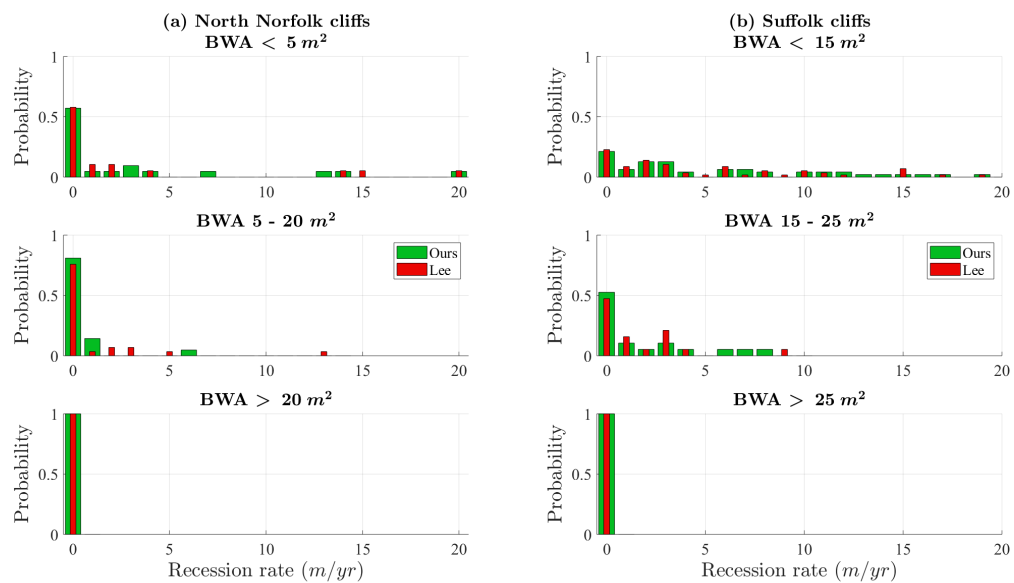 (a) North Norfolk cliffs
BWA < 5 m²
Probability
1
0.5
0
0 5 10 15 20
BWA 5 - 20 m²
Probability
1
0.5
0
Ours
Lee
0 5 10 15 20
BWA > 20 m²
Probability
1
0.5
0
0 5 10 15 20
Recession rate (m/yr)
(b) Suffolk cliffs
BWA < 15 m²
Probability
1
0.5
0
0 5 10 15 20
BWA 15 - 25 m²
Probability
1
0.5
0
Ours
Lee
0 5 10 15 20
BWA > 25 m²
Probability
1
0.5
0
0 5 10 15 20
Recession rate (m/yr)